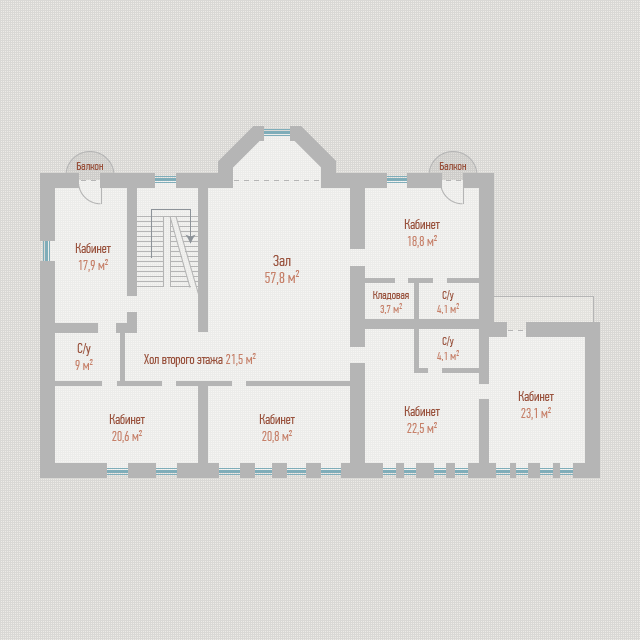 Балкон
Балкон
Кабинет
17,9 м²
Зал
57,8 м²
Кабинет
18,8 м²
Кладовая
3,7 м²
С/у
4,1 м²
С/у
9 м²
Хол второго этажа 21,5 м²
С/у
4,1 м²
Кабинет
20,6 м²
Кабинет
20,8 м²
Кабинет
22,5 м²
Кабинет
23,1 м²